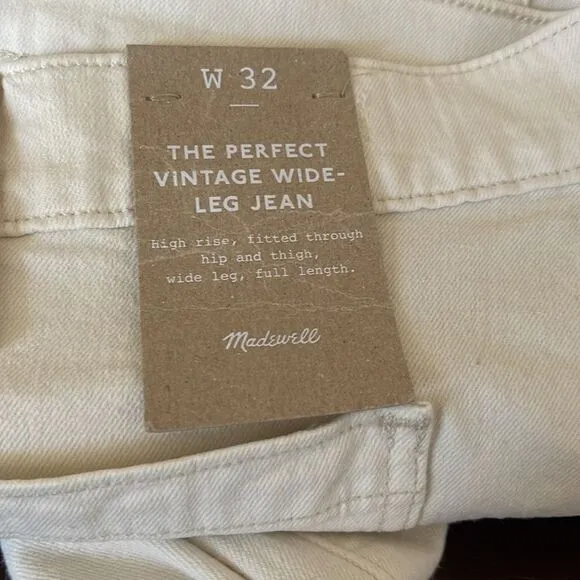 W 32
THE PERFECT
VINTAGE WIDE-
LEG JEAN
High rise, fitted through
hip and thigh,
wide leg, full length.
Madewell